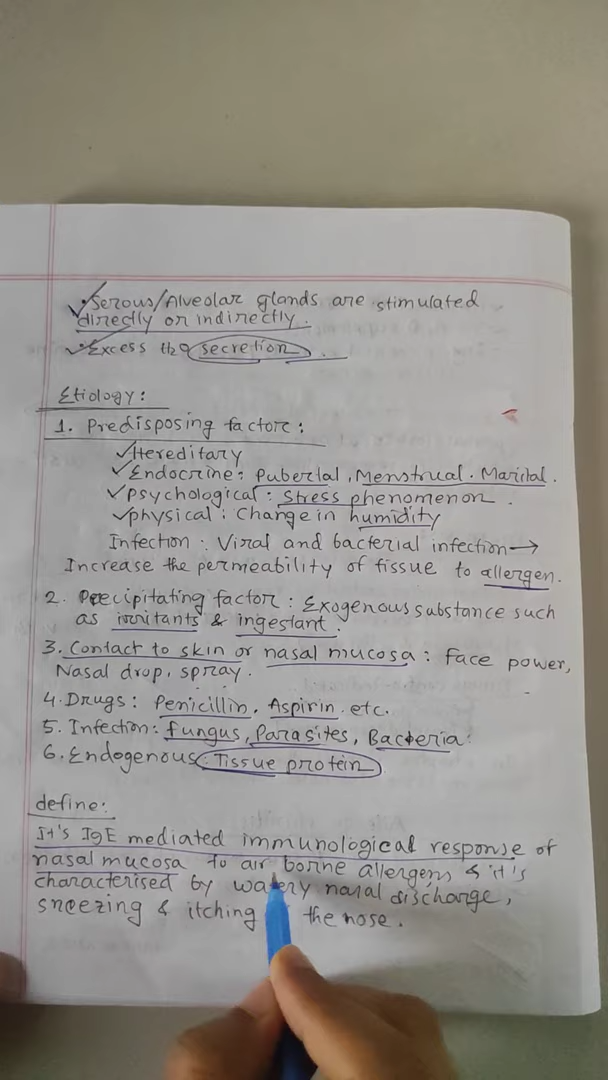 • Serous/Alveolar glands are stimulated
directly or indirectly.
• Excess H2O secretion.
Etiology:
1. Predisposing factor:
Hereditary
Endocrine: Pubertal, Menstrual. Marital.
psychological: Stress phenomenon.
physical: Change in humidity
Infection: Viral and bacterial infection →
Increase the permeability of tissue to allergen.
2. Precipitating factor: Exogenous substance such
as irritants & ingestant.
3. Contact to skin or nasal mucosa: Face power,
Nasal drop, spray.
4. Drugs: Penicillin, Aspirin etc.
5. Infection: fungus, Parasites, Bacteria.
6. Endogenous: Tissue protein
define:
It's IgE mediated immunological response of
nasal mucosa to air borne allergens & it's
characterised by watery nasal discharge,
sneezing & itching the nose.